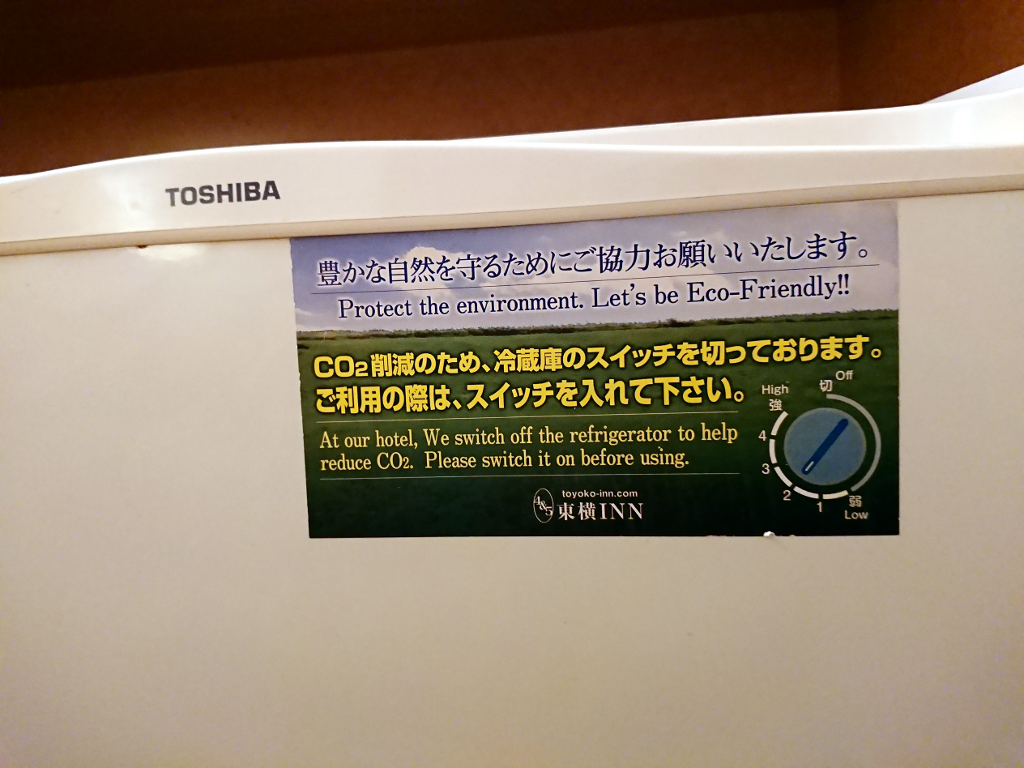 TOSHIBA
豊かな自然を守るためにご協力お願いいたします。
Protect the environment. Let's be Eco-Friendly!!
CO2削減のため、冷蔵庫のスイッチを切っております。
ご利用の際は、スイッチを入れて下さい。
At our hotel, We switch off the refrigerator to help
reduce CO2. Please switch it on before using.
Off
切
High
強
4
3
2
1
弱
Low
toyoko-inn.com
4&5 東横INN